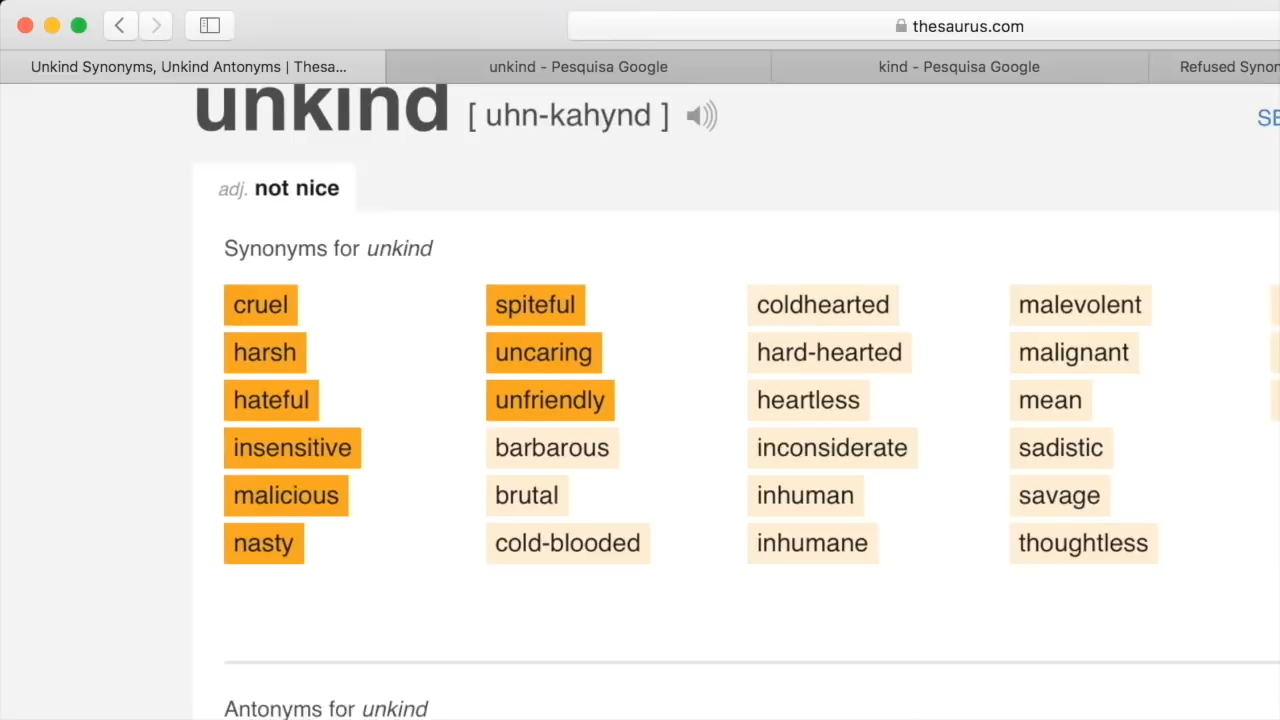 thesaurus.com
Unkind Synonyms, Unkind Antonyms | Thesa...
unkind - Pesquisa Google
kind - Pesquisa Google
Refused Synon
unkind [ uhn-kahynd ]
SE
adj. not nice
Synonyms for unkind
cruel spiteful coldhearted malevolent
harsh uncaring hard-hearted malignant
hateful unfriendly heartless mean
insensitive barbarous inconsiderate sadistic
malicious brutal inhuman savage
nasty cold-blooded inhumane thoughtless
Antonyms for unkind